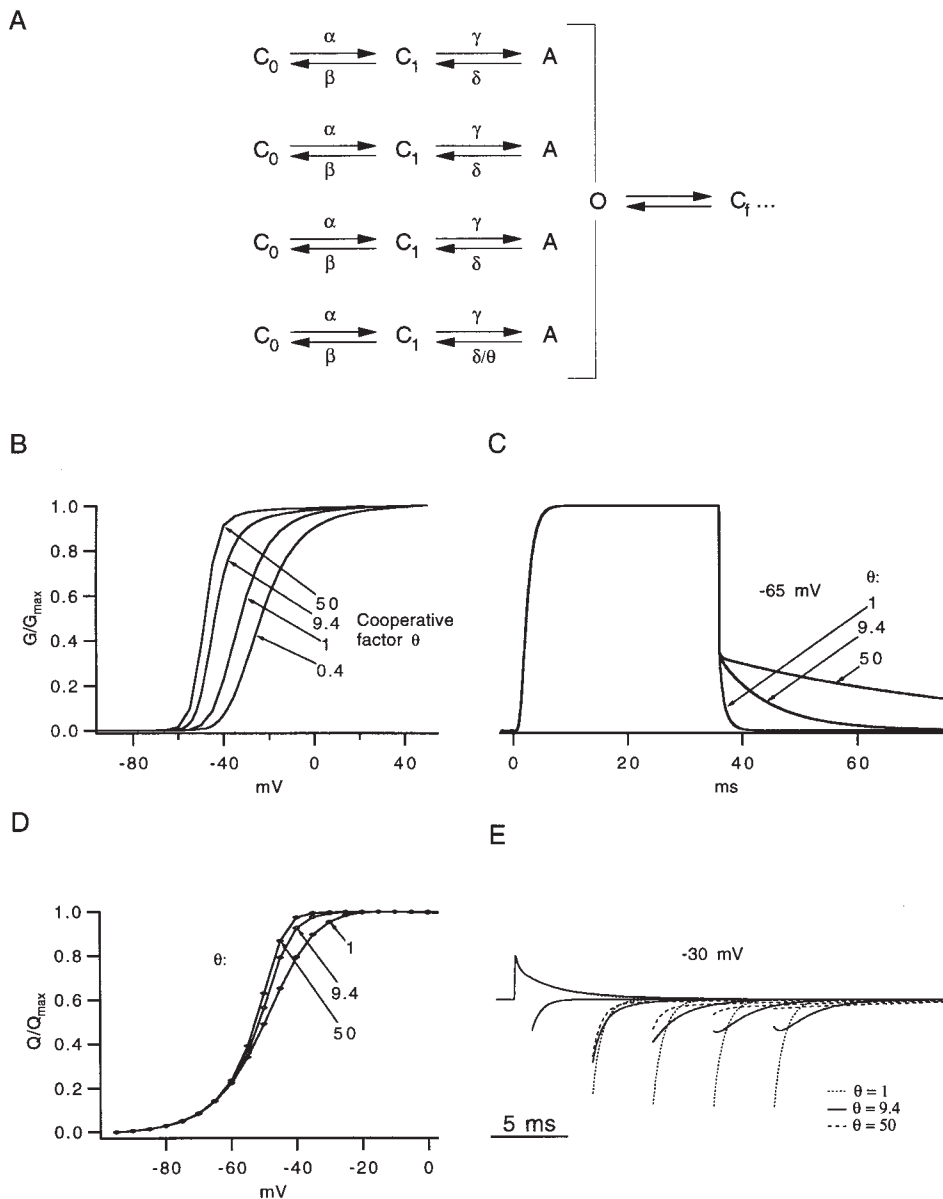 A
α γ
C₀ C₁ A
β δ
α γ
C₀ C₁ A
β δ
O C_f ...
α γ
C₀ C₁ A
β δ
α γ
C₀ C₁ A
β δ/θ
B
G/G_max
1.0
0.8
0.6
0.4
0.2
0.0
50
9.4
1
0.4
Cooperative
factor θ
-80 -40 0 40
mV
C
-65 mV
θ:
1
9.4
50
0 20 40 60
ms
D
Q/Q_max
1.0
0.8
0.6
0.4
0.2
0.0
θ:
1
9.4
50
-80 -60 -40 -20 0
mV
E
-30 mV
θ = 1
θ = 9.4
θ = 50
5 ms